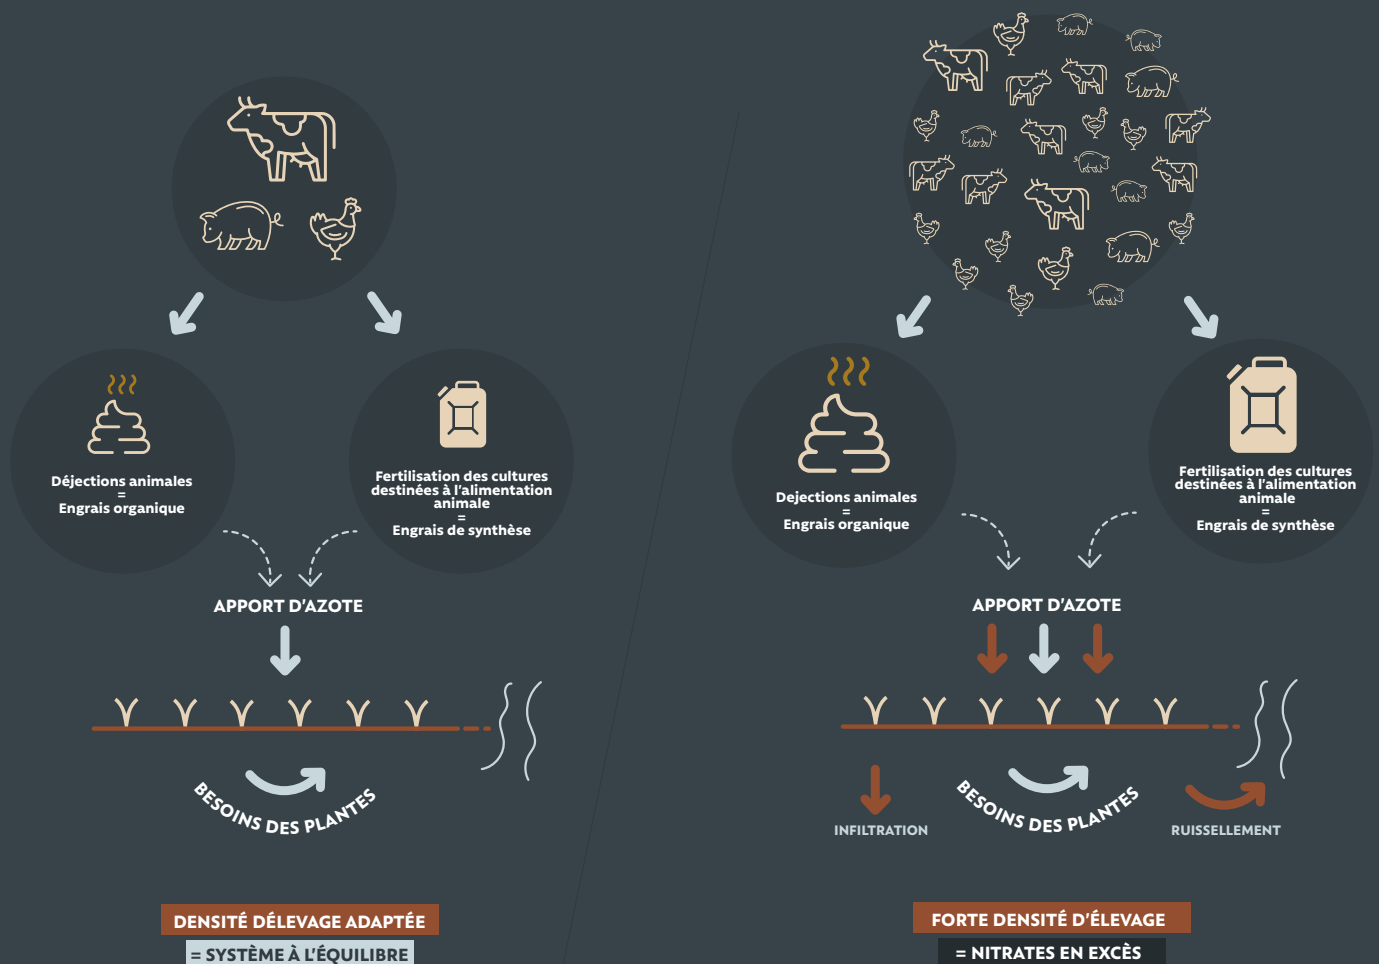 Déjections animales
=
Engrais organique
Fertilisation des cultures
destinées à l'alimentation
animale
=
Engrais de synthèse
APPORT D'AZOTE
BESOINS DES PLANTES
DENSITÉ DÉLEVAGE ADAPTÉE
= SYSTÈME À L'ÉQUILIBRE
Dejections animales
=
Engrais organique
Fertilisation des cultures
destinées à l'alimentation
animale
=
Engrais de synthèse
APPORT D'AZOTE
INFILTRATION
BESOINS DES PLANTES
RUISSELLEMENT
FORTE DENSITÉ D'ÉLEVAGE
= NITRATES EN EXCÈS